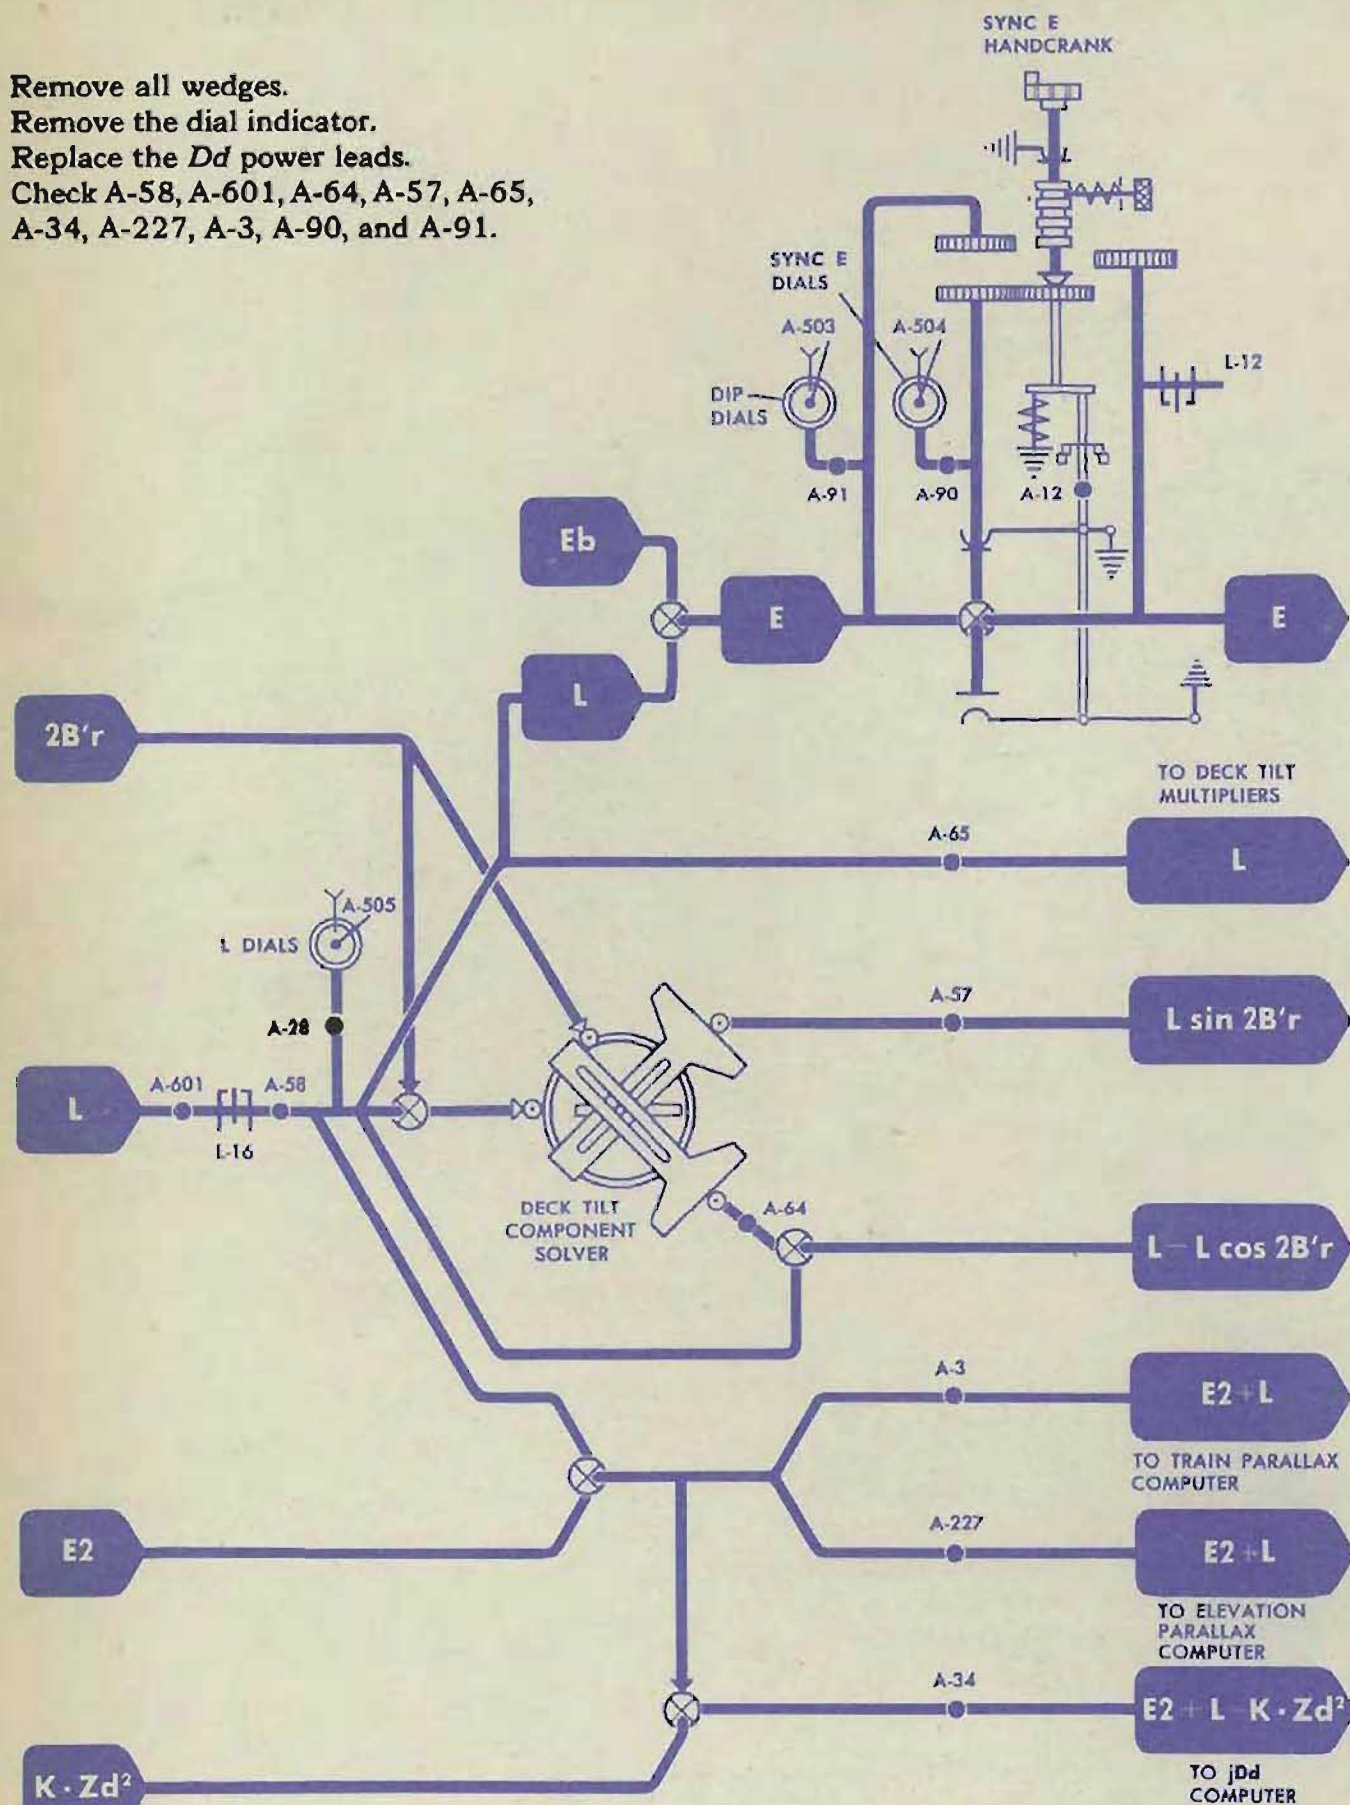 SYNC E
HANDCRANK
Remove all wedges.
Remove the dial indicator.
Replace the Dd power leads.
Check A-58, A-601, A-64, A-57, A-65,
A-34, A-227, A-3, A-90, and A-91.
SYNC E
DIALS
A-503
A-504
L-12
DIP
DIALS
A-91
A-90
A-12
Eb
E
E
L
2B'r
TO DECK TILT
MULTIPLIERS
A-65
L
A-505
L DIALS
A-57
L sin 2B'r
A-28
A-601
A-58
L
L-16
DECK TILT
COMPONENT
SOLVER
A-64
L - L cos 2B'r
A-3
E2 + L
TO TRAIN PARALLAX
COMPUTER
A-227
E2
E2 + L
TO ELEVATION
PARALLAX
COMPUTER
A-34
E2 + L K · Zd²
K · Zd²
TO jDd
COMPUTER